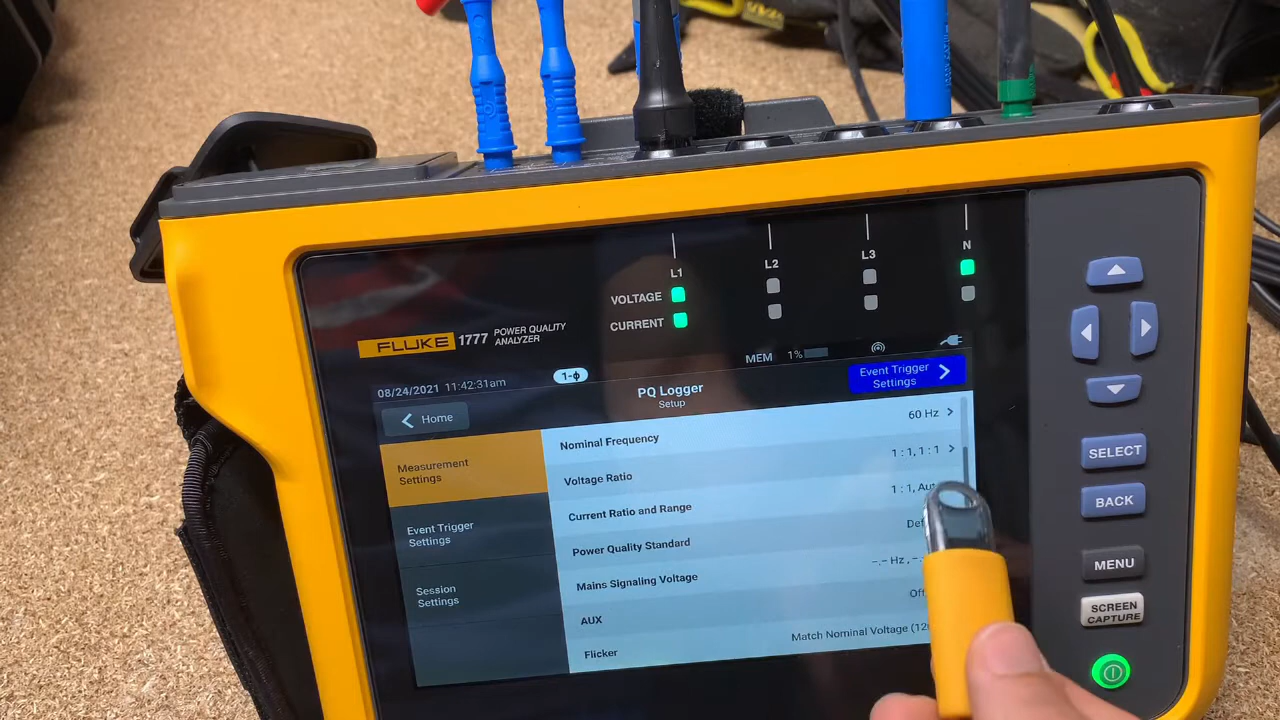 L1
L2
L3
N
VOLTAGE
CURRENT
FLUKE 1777 POWER QUALITY
ANALYZER
MEM 1%
08/24/2021 11:42:31am
1-ϕ
PQ Logger
Setup
Event Trigger
Settings
Home
Measurement
Settings
Event Trigger
Settings
Session
Settings
Nominal Frequency 60 Hz
Voltage Ratio 1 : 1, 1 : 1
Current Ratio and Range 1 : 1,
Power Quality Standard
Mains Signaling Voltage –.– Hz ,
AUX
Flicker Match Nominal Voltage
SELECT
BACK
MENU
SCREEN
CAPTURE